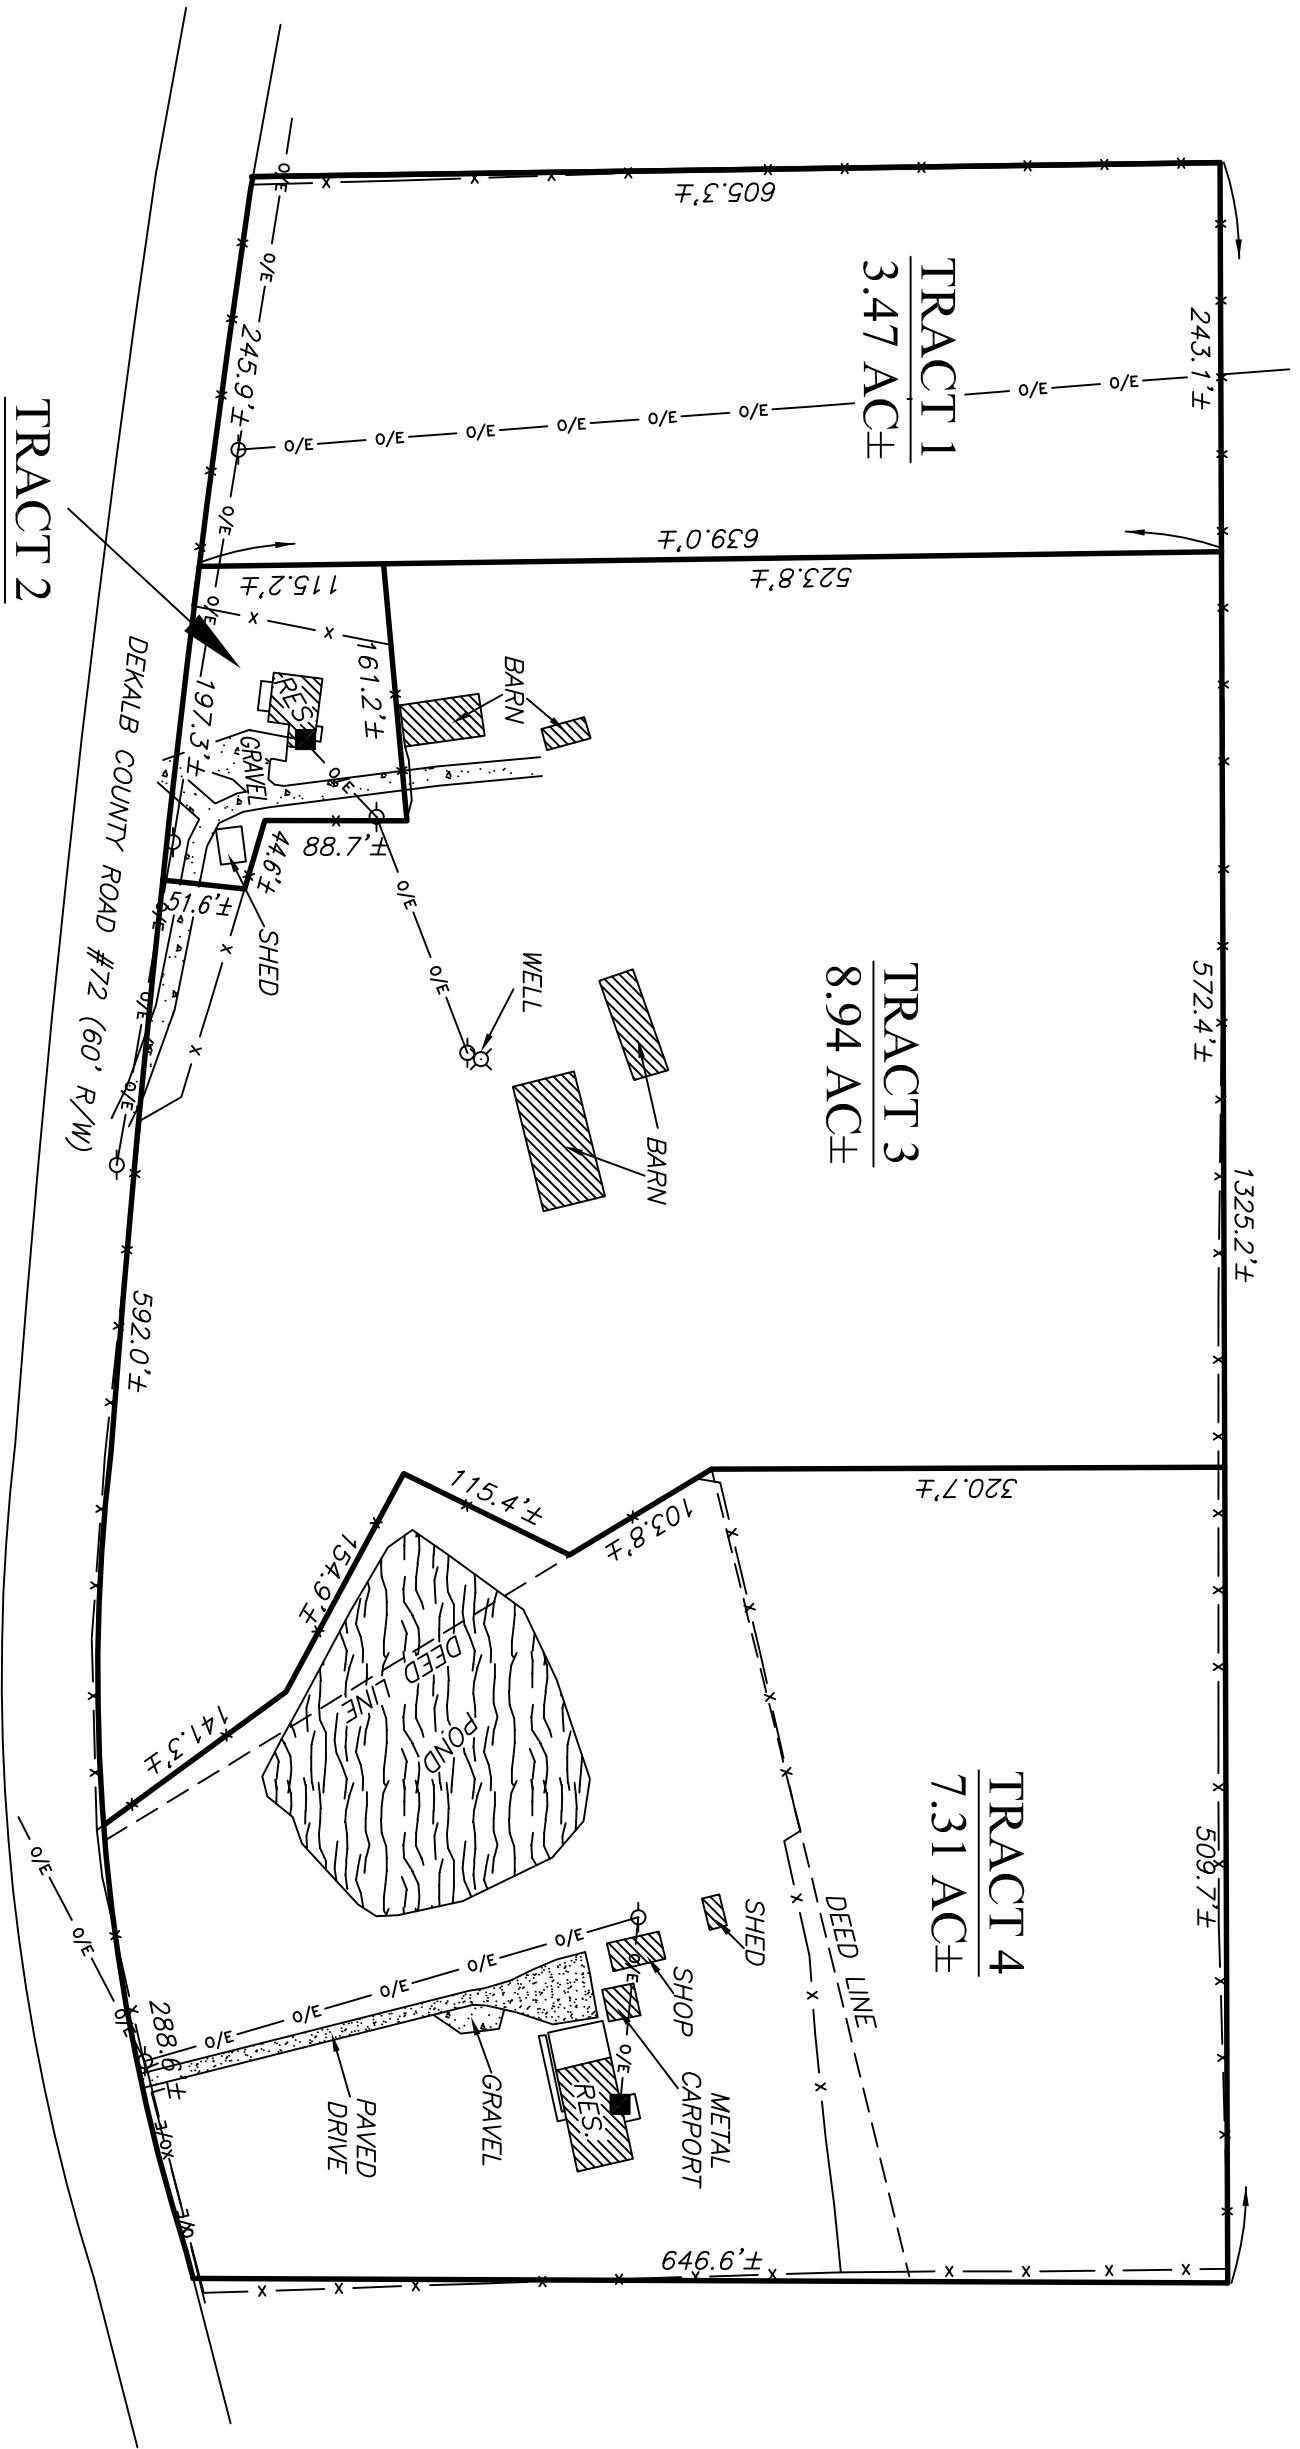 TRACT 1
3.47 AC±
605.3'±
243.1'±
245.9'±
639.0'±
O/E
O/E
O/E
O/E
O/E
O/E
O/E
O/E
O/E
O/E
O/E
TRACT 2
115.2'±
161.2'±
197.3'±
88.7'±
44.6'±
51.6'±
RES.
GRAVEL
SHED
O/E
O E
DEKALB COUNTY ROAD #72 (60' R/W)
TRACT 3
8.94 AC±
523.8'±
572.4'±
1325.2'±
592.0'±
BARN
BARN
WELL
O/E
O/E
O/E
O/E
O/E
320.7'±
103.8'±
115.4'±
154.9'±
141.3'±
TRACT 4
7.31 AC±
509.7'±
646.9'±
288.6'±
DEED LINE
DEED LINE
POND
SHED
SHOP
METAL
CARPORT
RES.
GRAVEL
PAVED
DRIVE
O/E
O/E
O/E
O/E
O/E
O/E
O/E
O/E
O/E
O/E
O/E
O/E